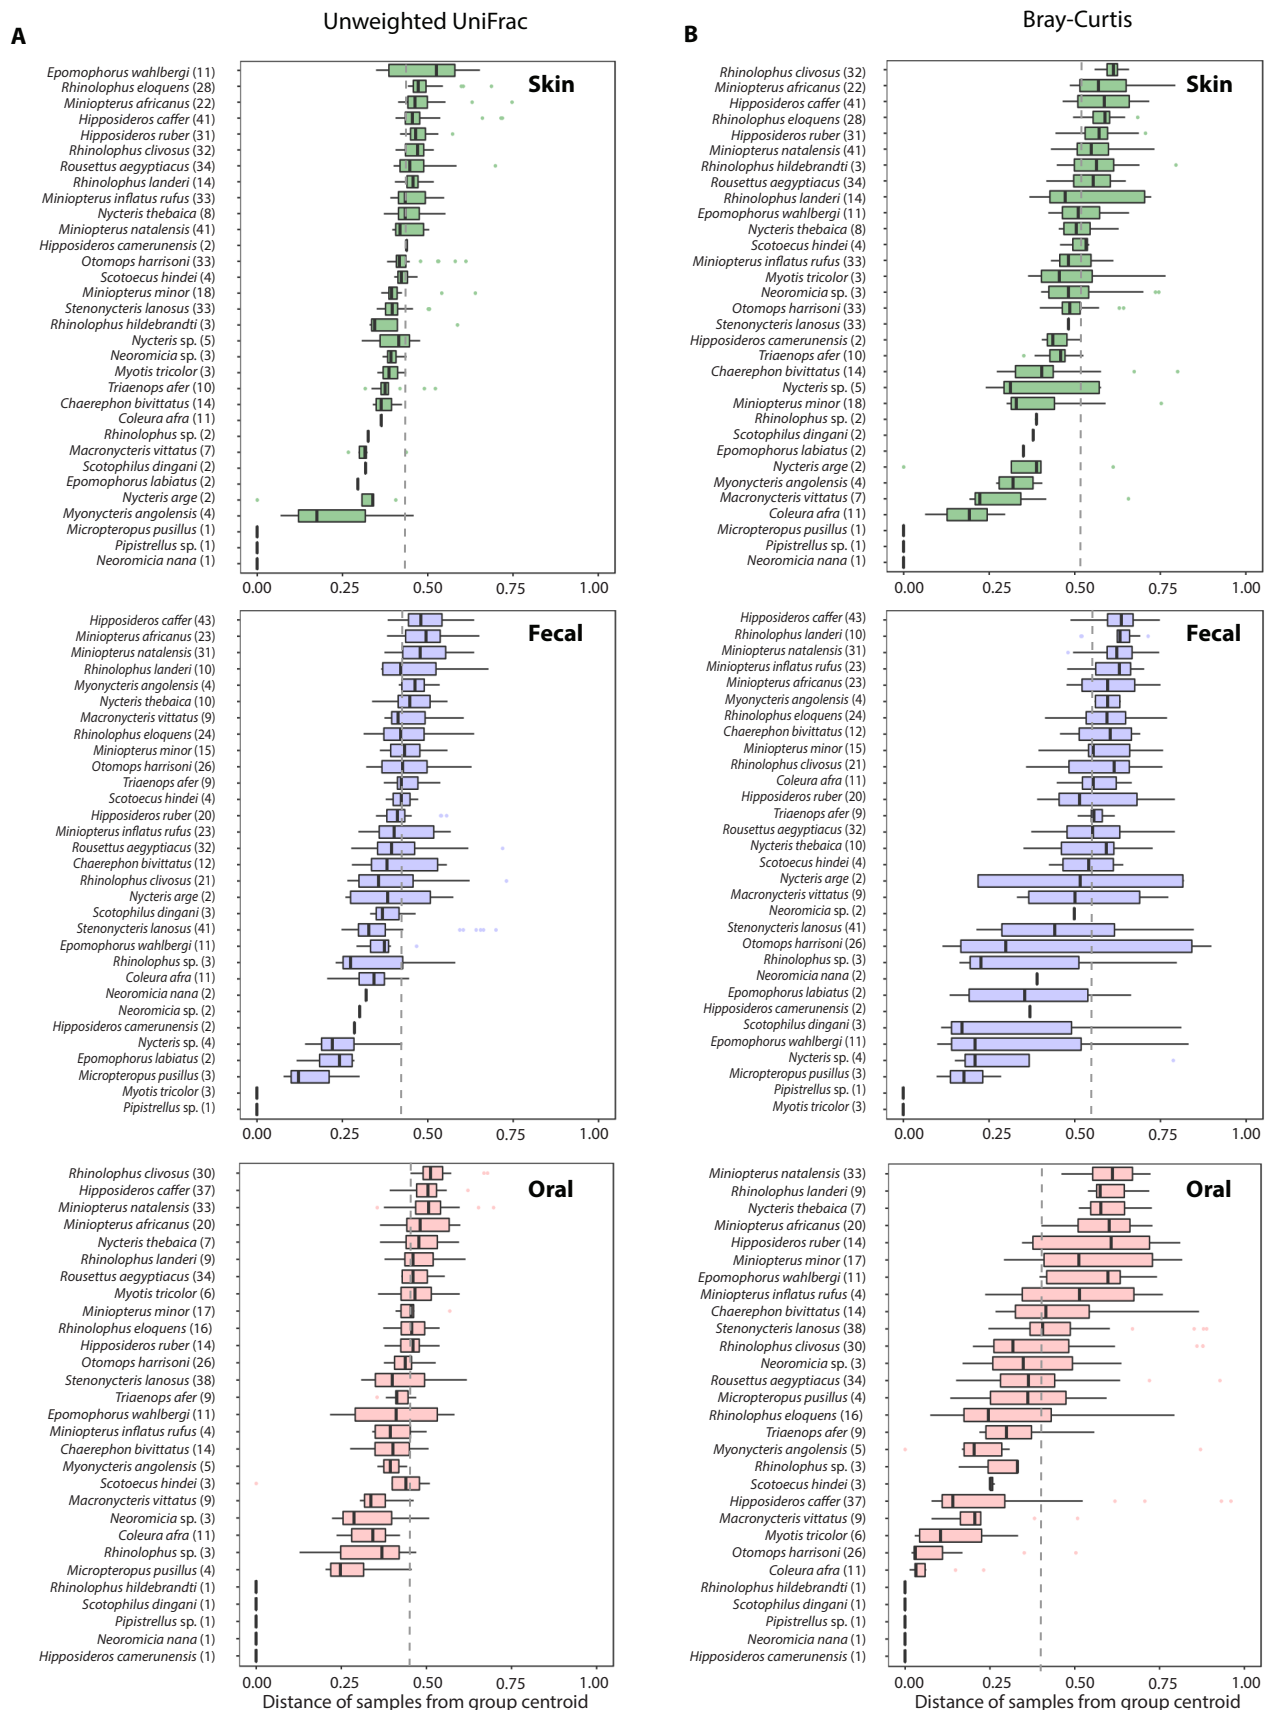 Unweighted UniFrac
Bray-Curtis
A
B
Skin
Epomophorus wahlbergi (11)
Rhinolophus eloquens (28)
Miniopterus africanus (22)
Hipposideros caffer (41)
Hipposideros ruber (31)
Rhinolophus clivosus (32)
Rousettus aegyptiacus (34)
Rhinolophus landeri (14)
Miniopterus inflatus rufus (33)
Nycteris thebaica (8)
Miniopterus natalensis (41)
Hipposideros camerunensis (2)
Otomops harrisoni (33)
Scotoecus hindei (4)
Miniopterus minor (18)
Stenonycteris lanosus (33)
Rhinolophus hildebrandti (3)
Nycteris sp. (5)
Neoromicia sp. (3)
Myotis tricolor (3)
Triaenops afer (10)
Chaerephon bivittatus (14)
Coleura afra (11)
Rhinolophus sp. (2)
Macronycteris vittatus (7)
Scotophilus dingani (2)
Epomophorus labiatus (2)
Nycteris arge (2)
Myonycteris angolensis (4)
Micropteropus pusillus (1)
Pipistrellus sp. (1)
Neoromicia nana (1)
0.00 0.25 0.50 0.75 1.00
Skin
Rhinolophus clivosus (32)
Miniopterus africanus (22)
Hipposideros caffer (41)
Rhinolophus eloquens (28)
Hipposideros ruber (31)
Miniopterus natalensis (41)
Rhinolophus hildebrandti (3)
Rousettus aegyptiacus (34)
Rhinolophus landeri (14)
Epomophorus wahlbergi (11)
Nycteris thebaica (8)
Scotoecus hindei (4)
Miniopterus inflatus rufus (33)
Myotis tricolor (3)
Neoromicia sp. (3)
Otomops harrisoni (33)
Stenonycteris lanosus (33)
Hipposideros camerunensis (2)
Triaenops afer (10)
Chaerephon bivittatus (14)
Nycteris sp. (5)
Miniopterus minor (18)
Rhinolophus sp. (2)
Scotophilus dingani (2)
Epomophorus labiatus (2)
Nycteris arge (2)
Myonycteris angolensis (4)
Macronycteris vittatus (7)
Coleura afra (11)
Micropteropus pusillus (1)
Pipistrellus sp. (1)
Neoromicia nana (1)
0.00 0.25 0.50 0.75 1.00
Fecal
Hipposideros caffer (43)
Miniopterus africanus (23)
Miniopterus natalensis (31)
Rhinolophus landeri (10)
Myonycteris angolensis (4)
Nycteris thebaica (10)
Macronycteris vittatus (9)
Rhinolophus eloquens (24)
Miniopterus minor (15)
Otomops harrisoni (26)
Triaenops afer (9)
Scotoecus hindei (4)
Hipposideros ruber (20)
Miniopterus inflatus rufus (23)
Rousettus aegyptiacus (32)
Chaerephon bivittatus (12)
Rhinolophus clivosus (21)
Nycteris arge (2)
Scotophilus dingani (3)
Stenonycteris lanosus (41)
Epomophorus wahlbergi (11)
Rhinolophus sp. (3)
Coleura afra (11)
Neoromicia nana (2)
Neoromicia sp. (2)
Hipposideros camerunensis (2)
Nycteris sp. (4)
Epomophorus labiatus (2)
Micropteropus pusillus (3)
Myotis tricolor (3)
Pipistrellus sp. (1)
0.00 0.25 0.50 0.75 1.00
Fecal
Hipposideros caffer (43)
Rhinolophus landeri (10)
Miniopterus natalensis (31)
Miniopterus inflatus rufus (23)
Miniopterus africanus (23)
Myonycteris angolensis (4)
Rhinolophus eloquens (24)
Chaerephon bivittatus (12)
Miniopterus minor (15)
Rhinolophus clivosus (21)
Coleura afra (11)
Hipposideros ruber (20)
Triaenops afer (9)
Rousettus aegyptiacus (32)
Nycteris thebaica (10)
Scotoecus hindei (4)
Nycteris arge (2)
Macronycteris vittatus (9)
Neoromicia sp. (2)
Stenonycteris lanosus (41)
Otomops harrisoni (26)
Rhinolophus sp. (3)
Neoromicia nana (2)
Epomophorus labiatus (2)
Hipposideros camerunensis (2)
Scotophilus dingani (3)
Epomophorus wahlbergi (11)
Nycteris sp. (4)
Micropteropus pusillus (3)
Pipistrellus sp. (1)
Myotis tricolor (3)
0.00 0.25 0.50 0.75 1.00
Oral
Rhinolophus clivosus (30)
Hipposideros caffer (37)
Miniopterus natalensis (33)
Miniopterus africanus (20)
Nycteris thebaica (7)
Rhinolophus landeri (9)
Rousettus aegyptiacus (34)
Myotis tricolor (6)
Miniopterus minor (17)
Rhinolophus eloquens (16)
Hipposideros ruber (14)
Otomops harrisoni (26)
Stenonycteris lanosus (38)
Triaenops afer (9)
Epomophorus wahlbergi (11)
Miniopterus inflatus rufus (4)
Chaerephon bivittatus (14)
Myonycteris angolensis (5)
Scotoecus hindei (3)
Macronycteris vittatus (9)
Neoromicia sp. (3)
Coleura afra (11)
Rhinolophus sp. (3)
Micropteropus pusillus (4)
Rhinolophus hildebrandti (1)
Scotophilus dingani (1)
Pipistrellus sp. (1)
Neoromicia nana (1)
Hipposideros camerunensis (1)
0.00 0.25 0.50 0.75 1.00
Distance of samples from group centroid
Oral
Miniopterus natalensis (33)
Rhinolophus landeri (9)
Nycteris thebaica (7)
Miniopterus africanus (20)
Hipposideros ruber (14)
Miniopterus minor (17)
Epomophorus wahlbergi (11)
Miniopterus inflatus rufus (4)
Chaerephon bivittatus (14)
Stenonycteris lanosus (38)
Rhinolophus clivosus (30)
Neoromicia sp. (3)
Rousettus aegyptiacus (34)
Micropteropus pusillus (4)
Rhinolophus eloquens (16)
Triaenops afer (9)
Myonycteris angolensis (5)
Rhinolophus sp. (3)
Scotoecus hindei (3)
Hipposideros caffer (37)
Macronycteris vittatus (9)
Myotis tricolor (6)
Otomops harrisoni (26)
Coleura afra (11)
Rhinolophus hildebrandti (1)
Scotophilus dingani (1)
Pipistrellus sp. (1)
Neoromicia nana (1)
Hipposideros camerunensis (1)
0.00 0.25 0.50 0.75 1.00
Distance of samples from group centroid